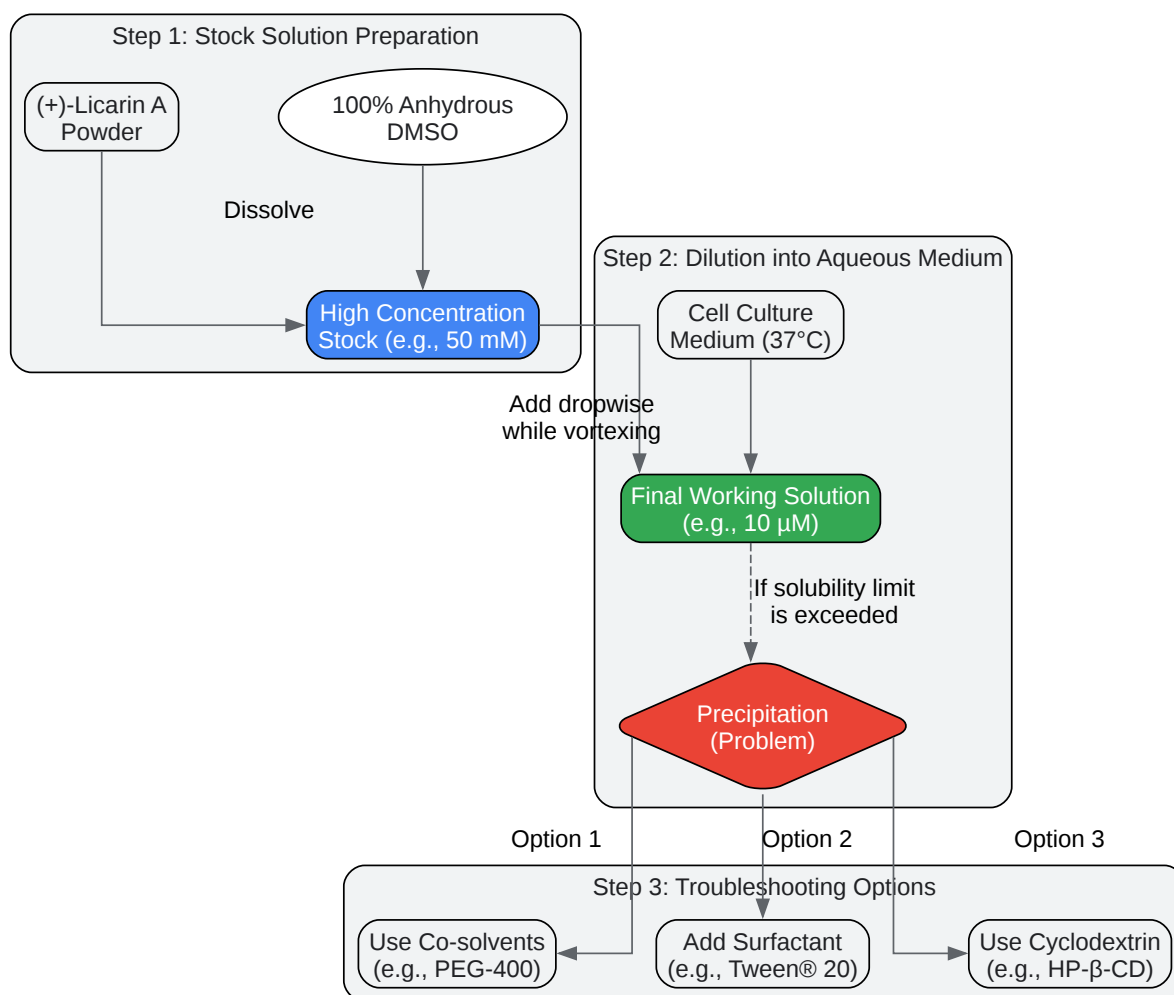 Step 1: Stock Solution Preparation
(+)-Licarin A
Powder
100% Anhydrous
DMSO
Dissolve
High Concentration
Stock (e.g., 50 mM)
Step 2: Dilution into Aqueous Medium
Cell Culture
Medium (37°C)
Add dropwise
while vortexing
Final Working Solution
(e.g., 10 µM)
If solubility limit
is exceeded
Precipitation
(Problem)
Option 1
Option 2
Option 3
Step 3: Troubleshooting Options
Use Co-solvents
(e.g., PEG-400)
Add Surfactant
(e.g., Tween® 20)
Use Cyclodextrin
(e.g., HP-β-CD)